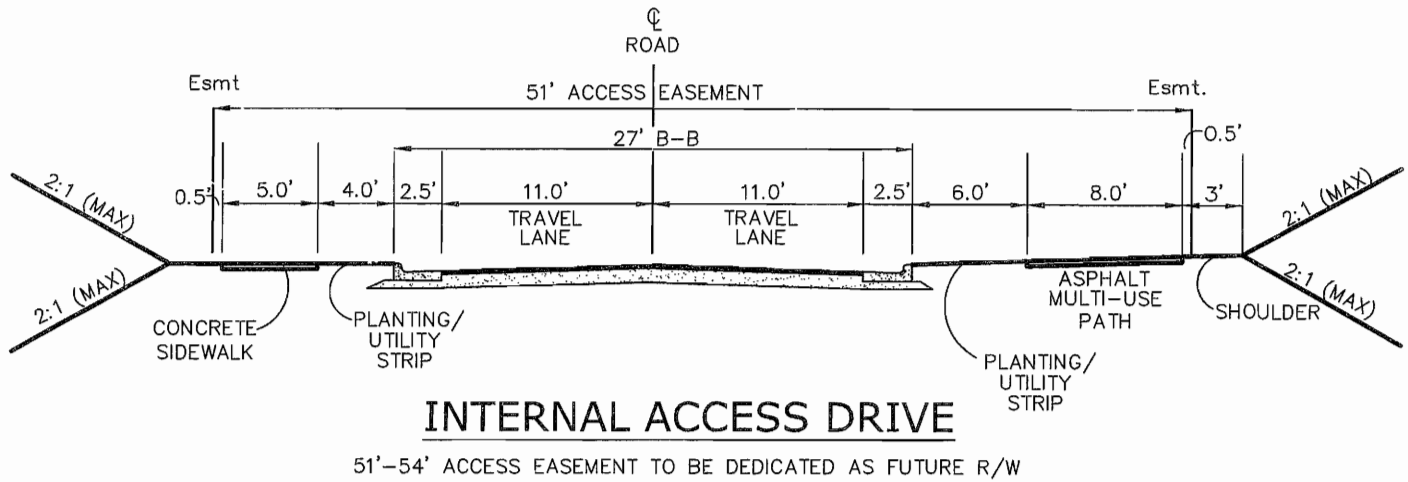 ℄
ROAD
Esmt
51' ACCESS EASEMENT
Esmt.
27' B-B
0.5'
2:1 (MAX)
0.5'
5.0'
4.0'
2.5'
11.0'
11.0'
2.5'
6.0'
8.0'
3'
2:1 (MAX)
TRAVEL
LANE
TRAVEL
LANE
2:1 (MAX)
CONCRETE
SIDEWALK
PLANTING/
UTILITY
STRIP
ASPHALT
MULTI-USE
PATH
SHOULDER
2:1 (MAX)
PLANTING/
UTILITY
STRIP
INTERNAL ACCESS DRIVE
51'-54' ACCESS EASEMENT TO BE DEDICATED AS FUTURE R/W